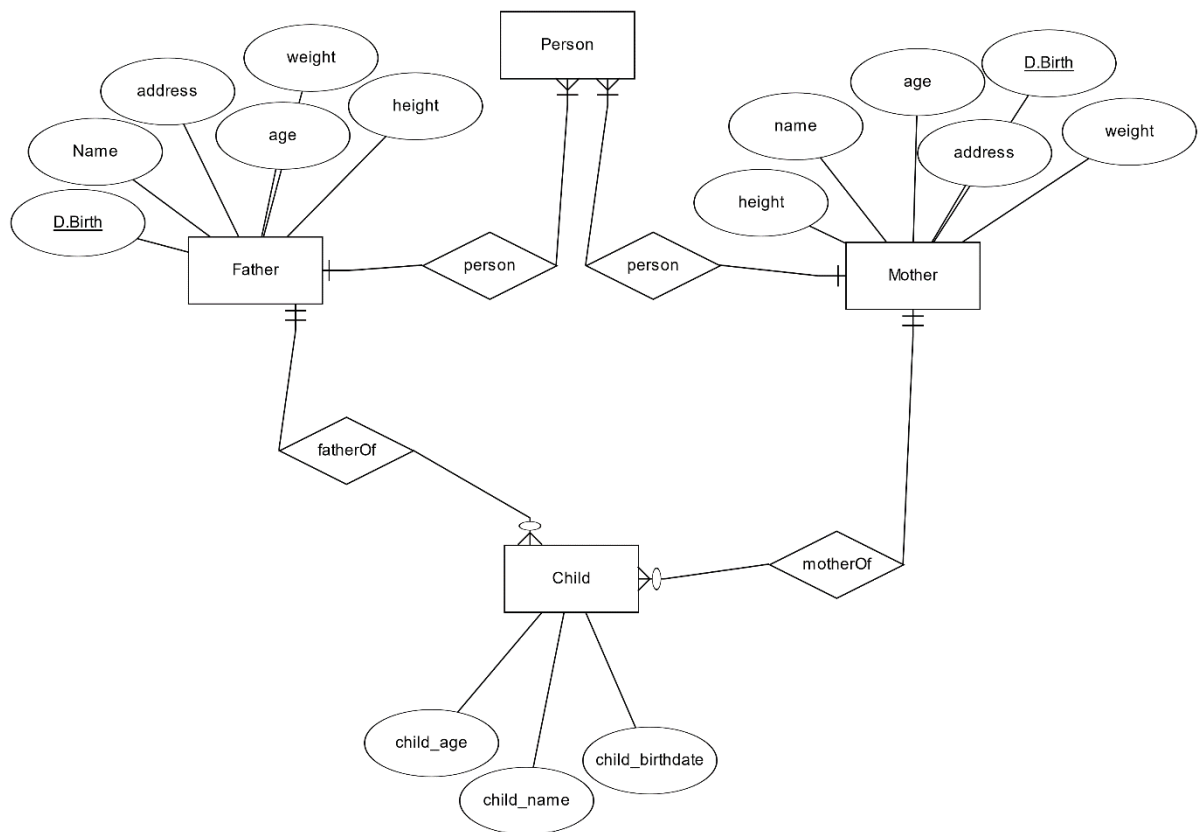 Person
weight
address
height
age
Name
D.Birth
Father
person
D.Birth
age
name
weight
address
height
person
Mother
fatherOf
motherOf
Child
child_age
child_birthdate
child_name